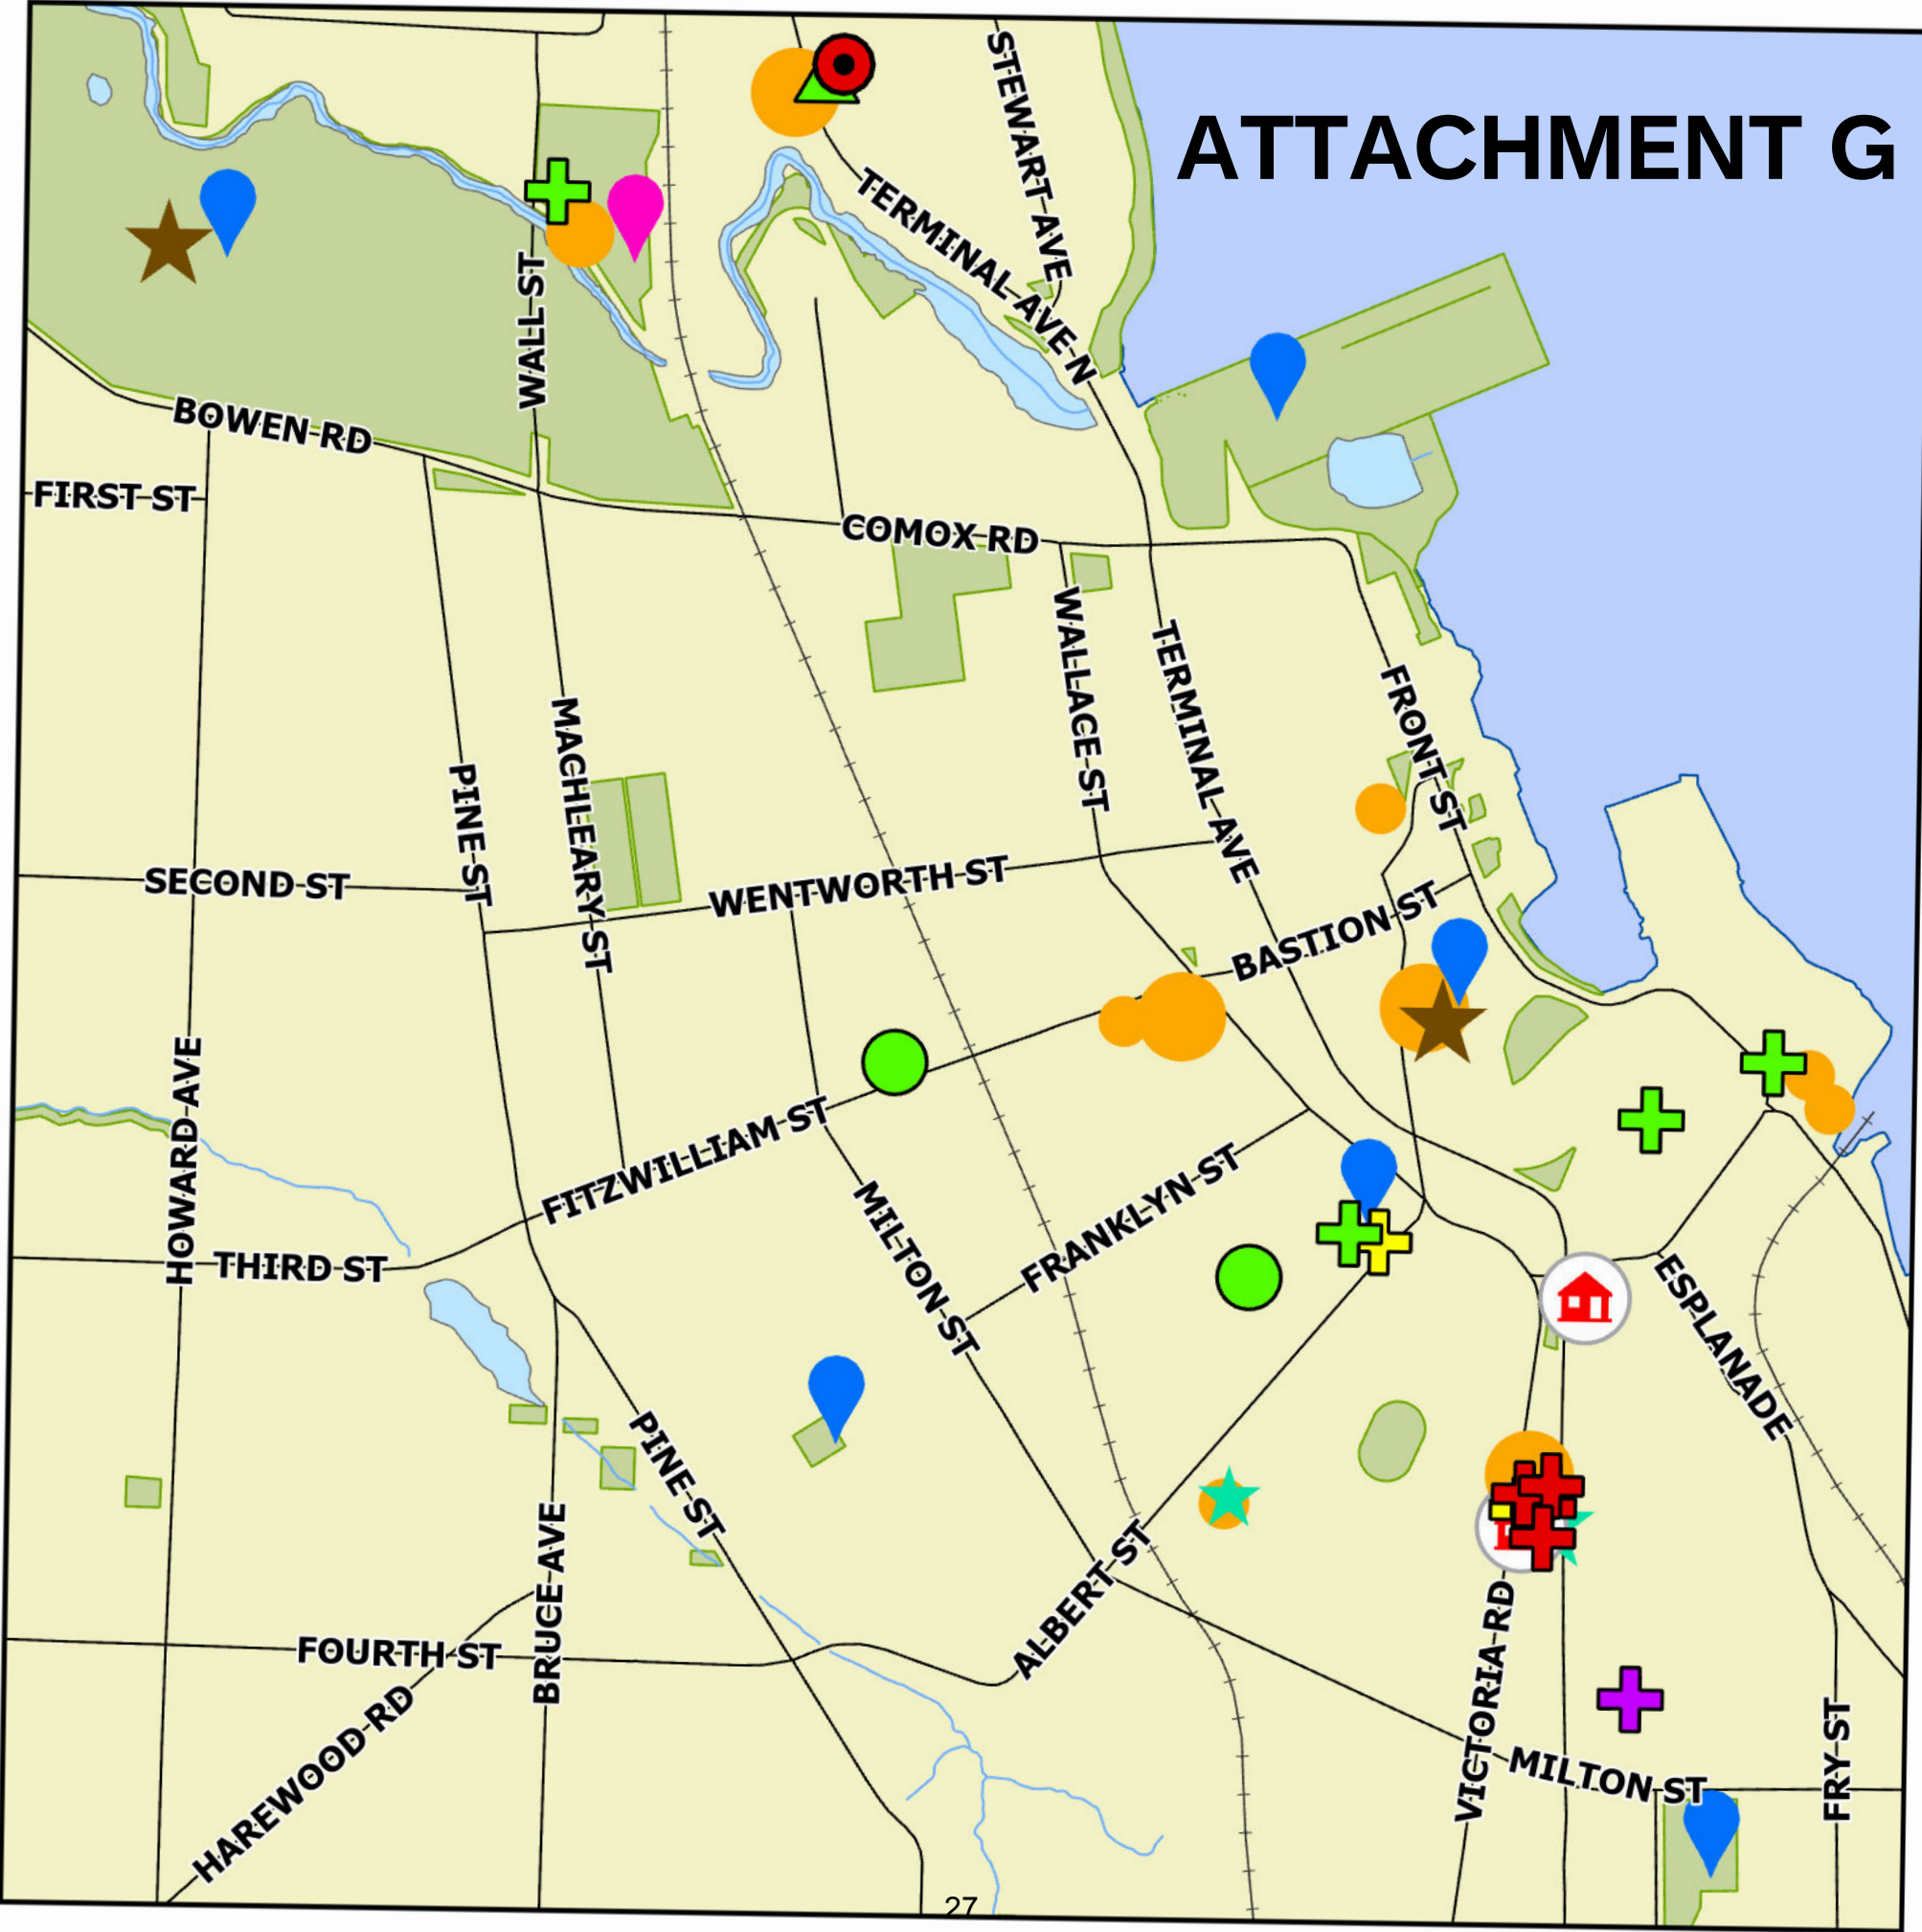 ATTACHMENT G
STEWART AVE
TERMINAL AVE N
WALL ST
BOWEN RD
FIRST ST
COMOX RD
WALLACE ST
TERMINAL AVE
FRONT ST
MACHLEARY ST
PINE ST
SECOND ST
WENTWORTH ST
BASTION ST
HOWARD AVE
FITZWILLIAM ST
MILTON ST
FRANKLYN ST
THIRD ST
ESPLANADE
PINE ST
BRUCE AVE
ALBERT ST
FOURTH ST
VICTORIA RD
HAREWOOD RD
MILTON ST
FRY ST
27